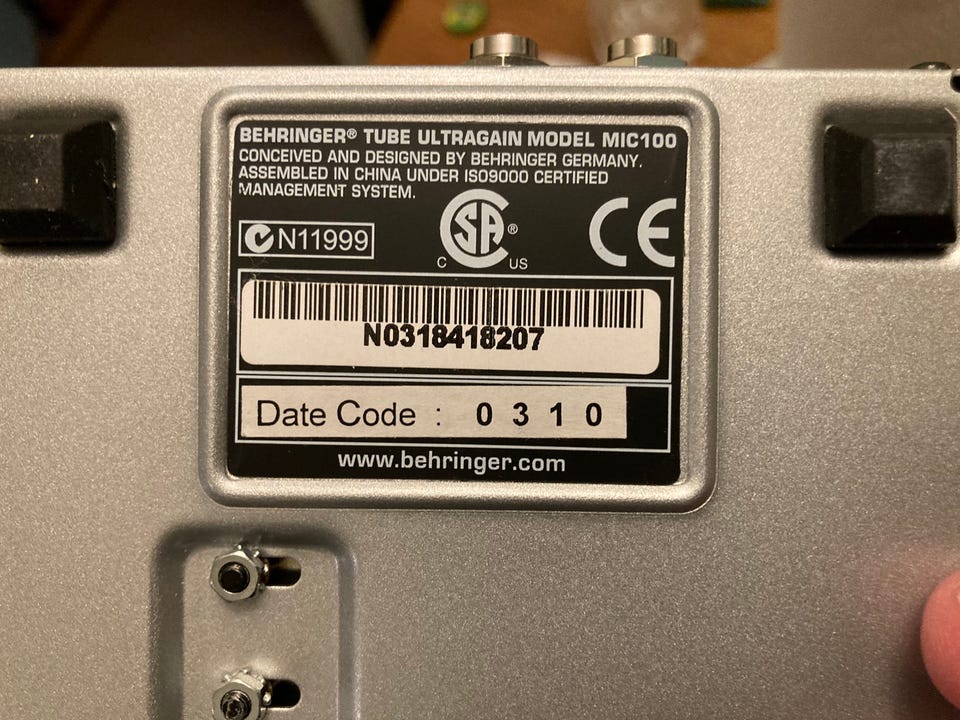 BEHRINGER® TUBE ULTRAGAIN MODEL MIC100
CONCEIVED AND DESIGNED BY BEHRINGER GERMANY.
ASSEMBLED IN CHINA UNDER ISO9000 CERTIFIED
MANAGEMENT SYSTEM.
N11999
SA®
C US
CE
N0318418207
Date Code : 0 3 1 0
www.behringer.com